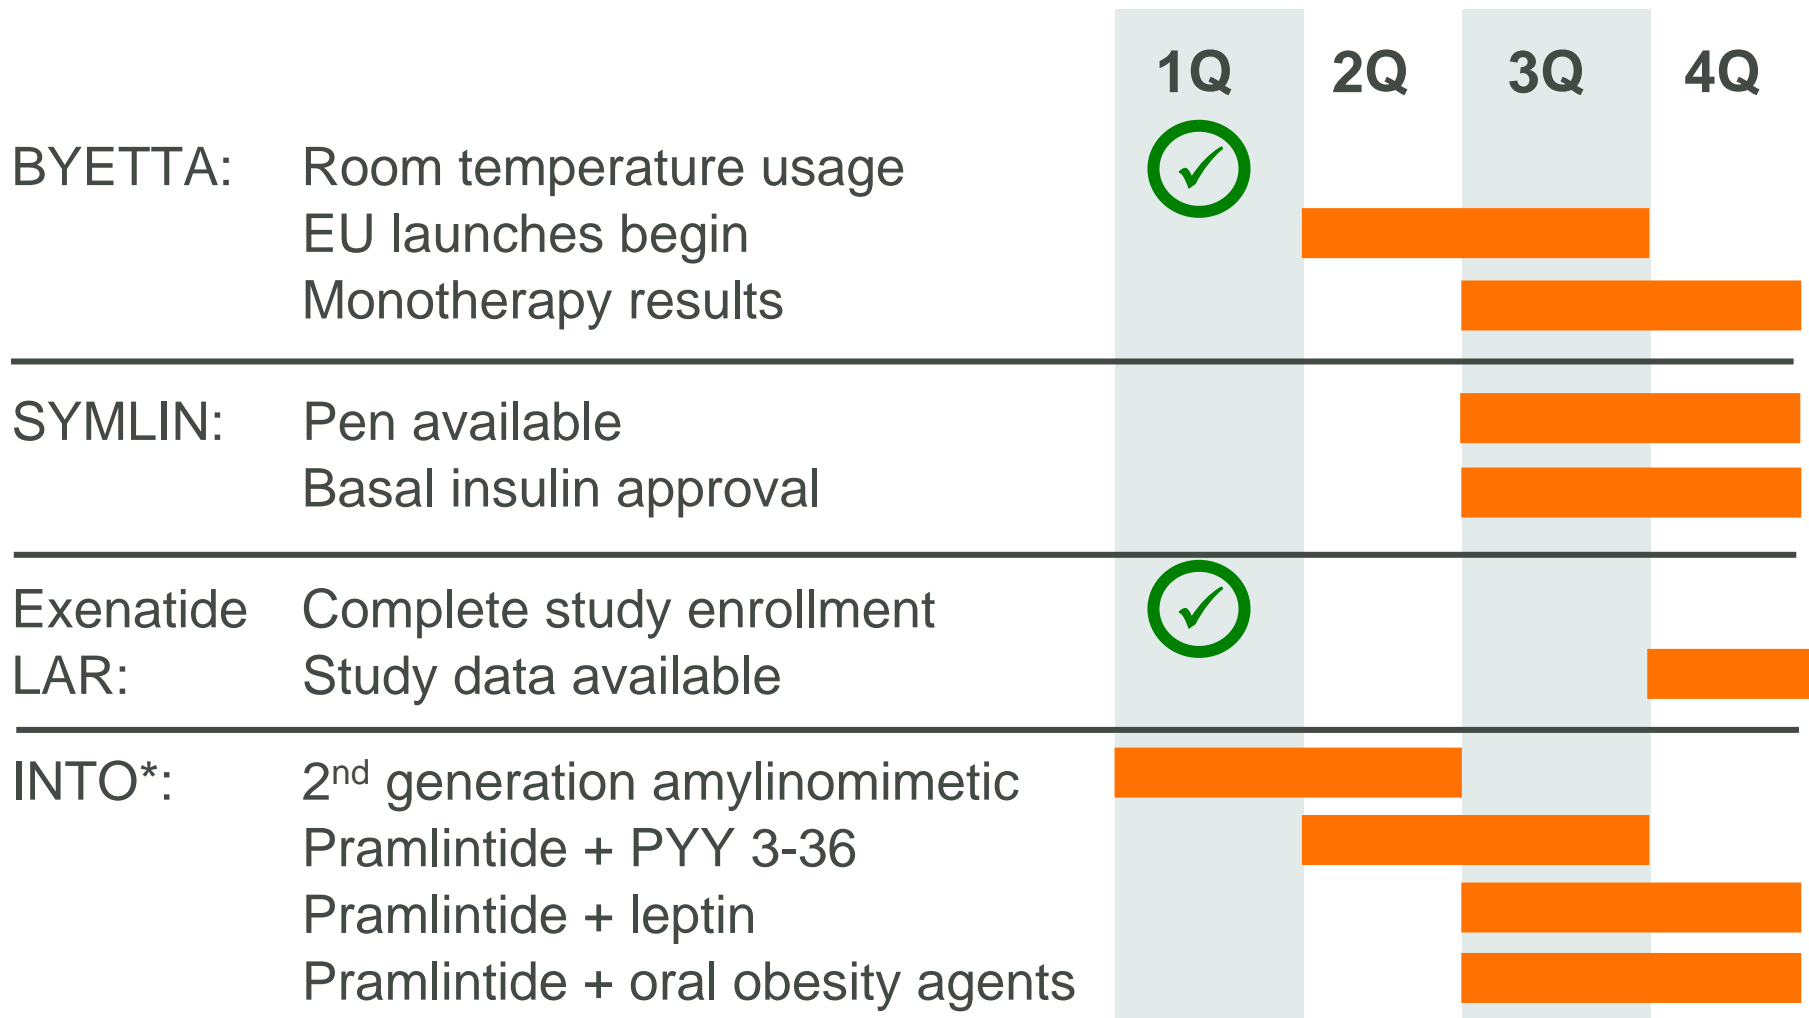 1Q 2Q 3Q 4Q
BYETTA: Room temperature usage
EU launches begin
Monotherapy results
SYMLIN: Pen available
Basal insulin approval
Exenatide Complete study enrollment
LAR: Study data available
INTO*: 2nd generation amylinomimetic
Pramlintide + PYY 3-36
Pramlintide + leptin
Pramlintide + oral obesity agents